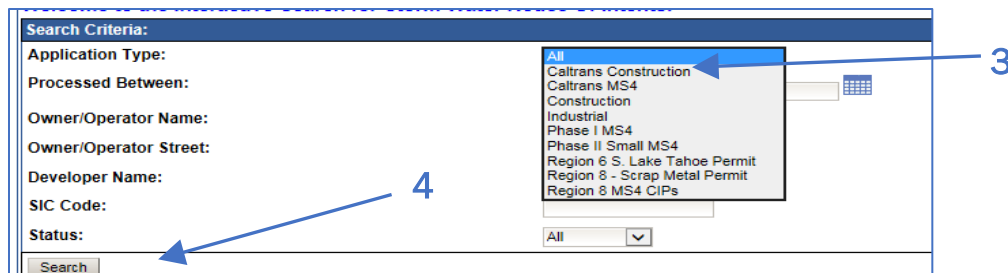 Welcome to the Interactive Search for Storm Water Notice Of Intents.
Search Criteria:
Application Type:
All
Caltrans Construction
3
Caltrans MS4
Construction
Industrial
Phase I MS4
Phase II Small MS4
Region 6 S. Lake Tahoe Permit
Region 8 - Scrap Metal Permit
Region 8 MS4 CIPs
Processed Between:
Owner/Operator Name:
Owner/Operator Street:
Developer Name:
4
SIC Code:
Status:
All
Search